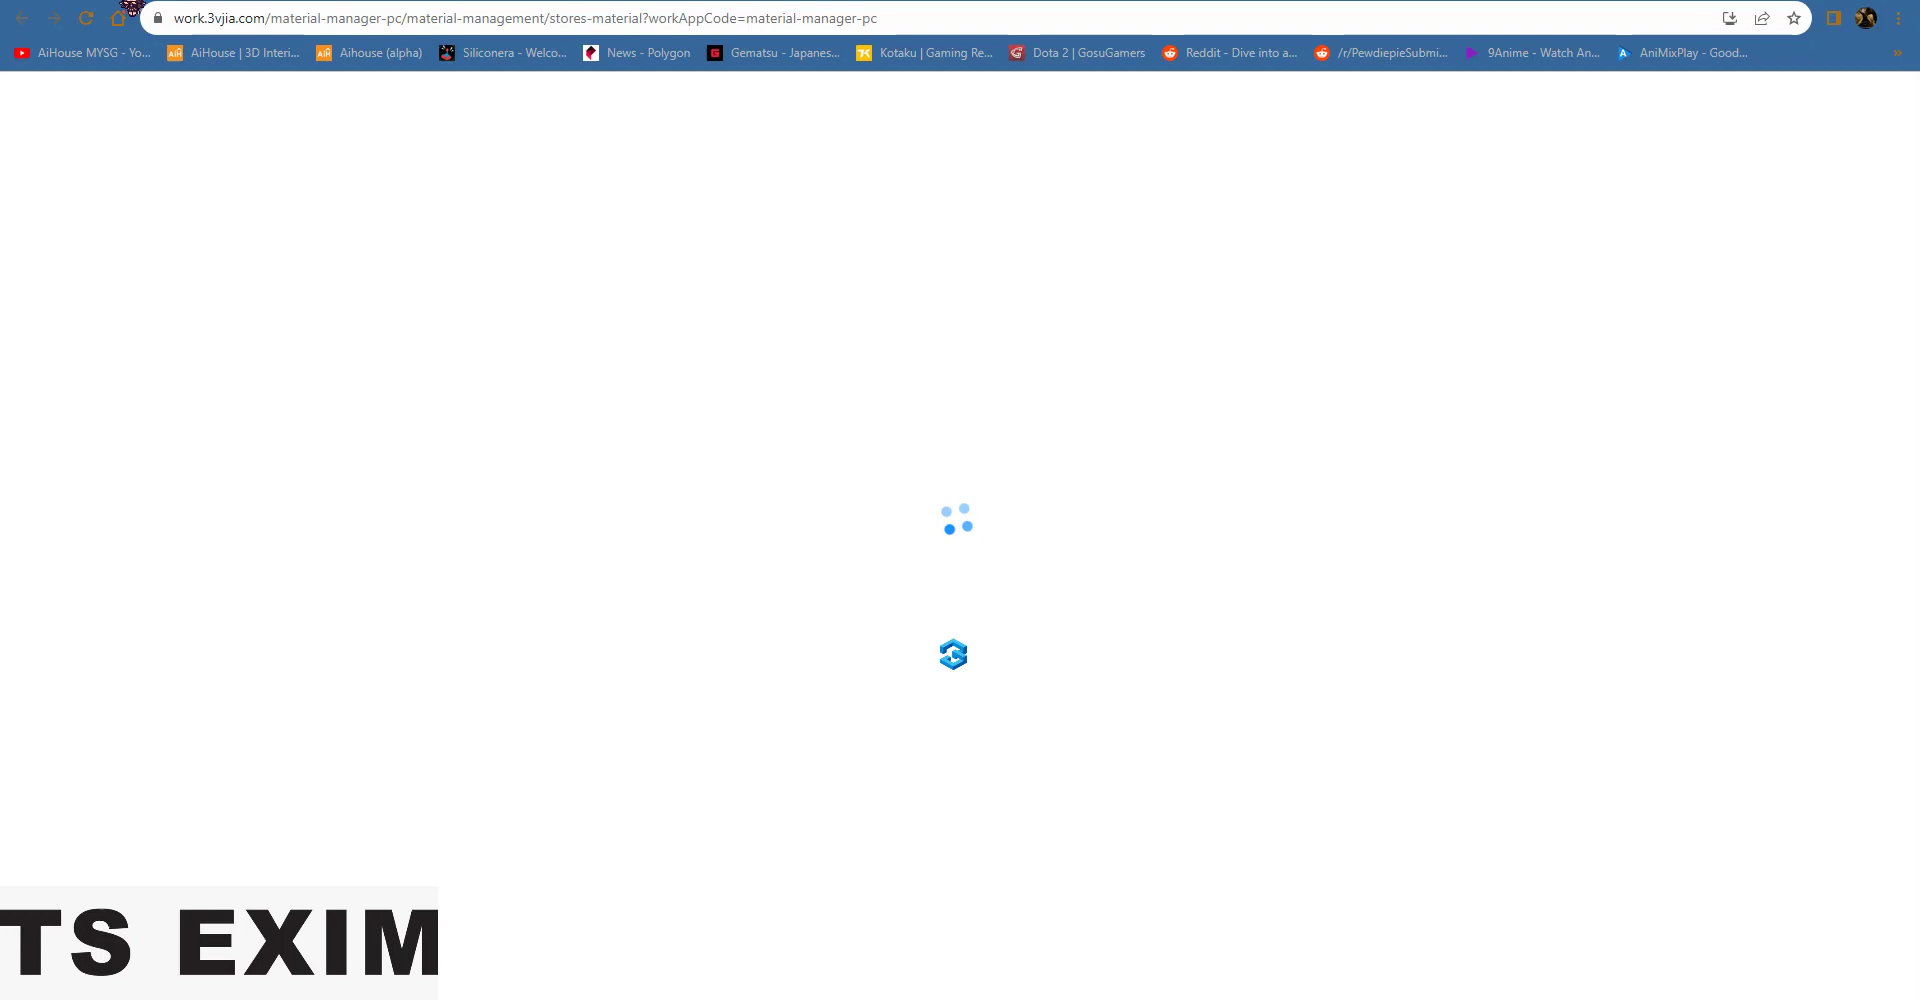 work.3vjia.com/material-manager-pc/material-management/stores-material?workAppCode=material-manager-pc
AiHouse MYSG - Yo... AiHouse | 3D Interi... Aihouse (alpha) Siliconera - Welco... News - Polygon Gematsu - Japanes... Kotaku | Gaming Re... Dota 2 | GosuGamers Reddit - Dive into a... /r/PewdiepieSubmi... 9Anime - Watch An... AniMixPlay - Good...
TS EXIM